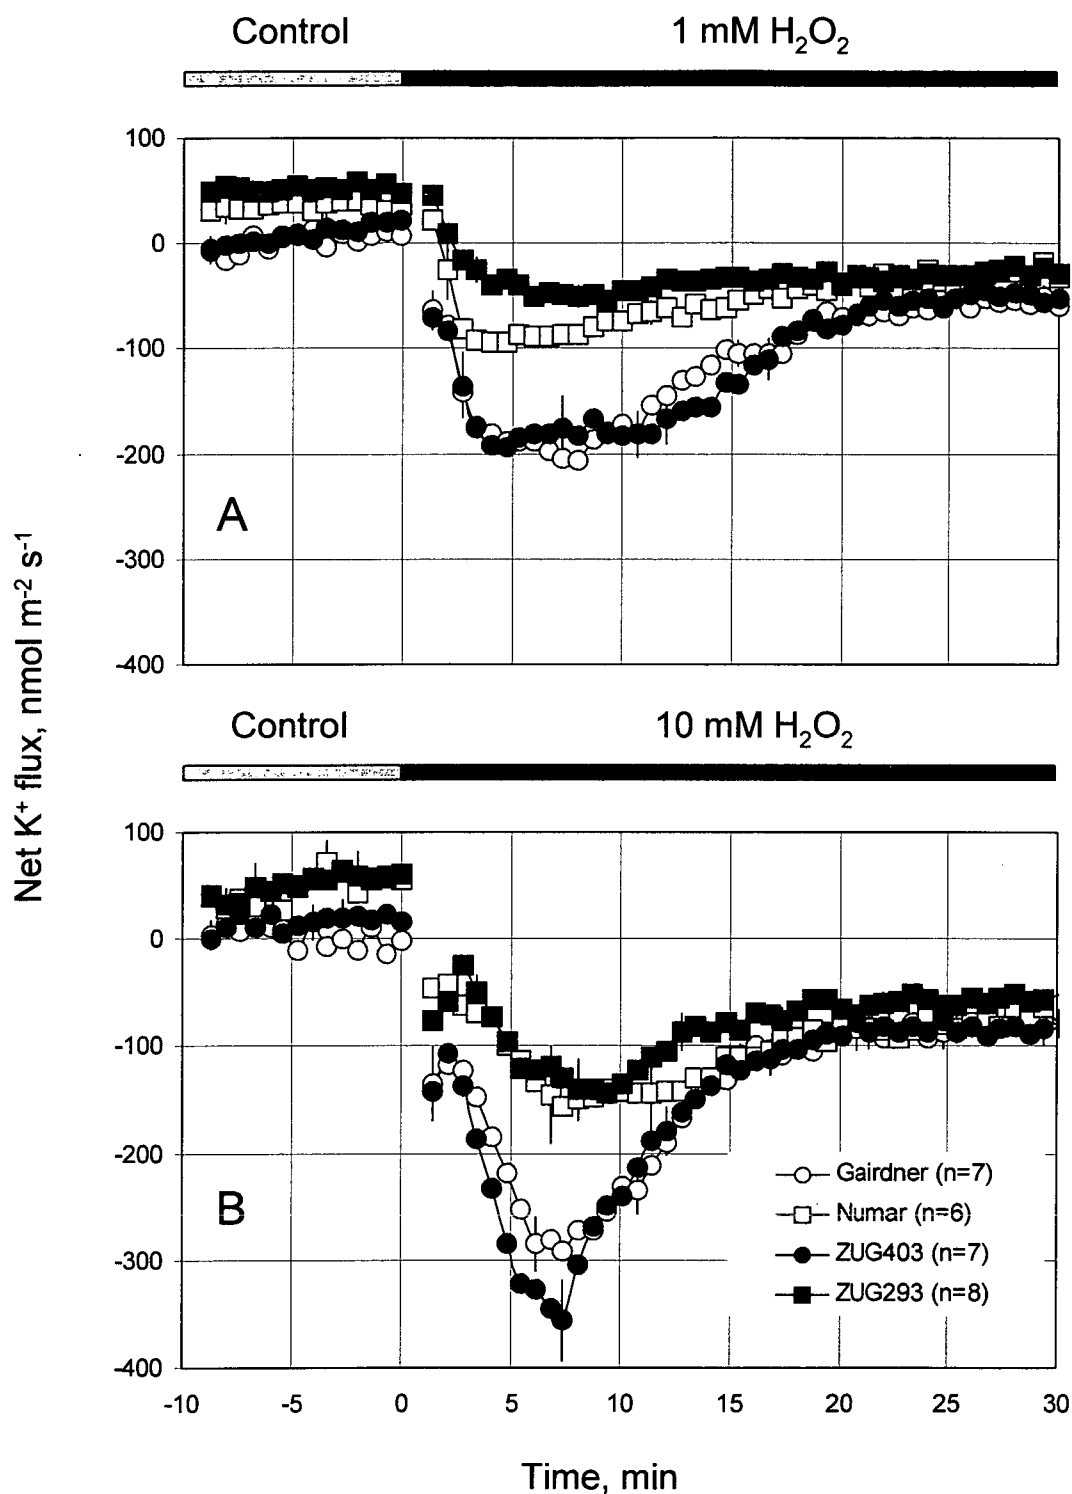 Control 1 mM H₂O₂
100
0
-100
-200
A
-300
-400
Net K⁺ flux, nmol m⁻² s⁻¹
Control 10 mM H₂O₂
100
0
-100
-200
B
-300
-400
Gairdner (n=7)
Numar (n=6)
ZUG403 (n=7)
ZUG293 (n=8)
-10 -5 0 5 10 15 20 25 30
Time, min